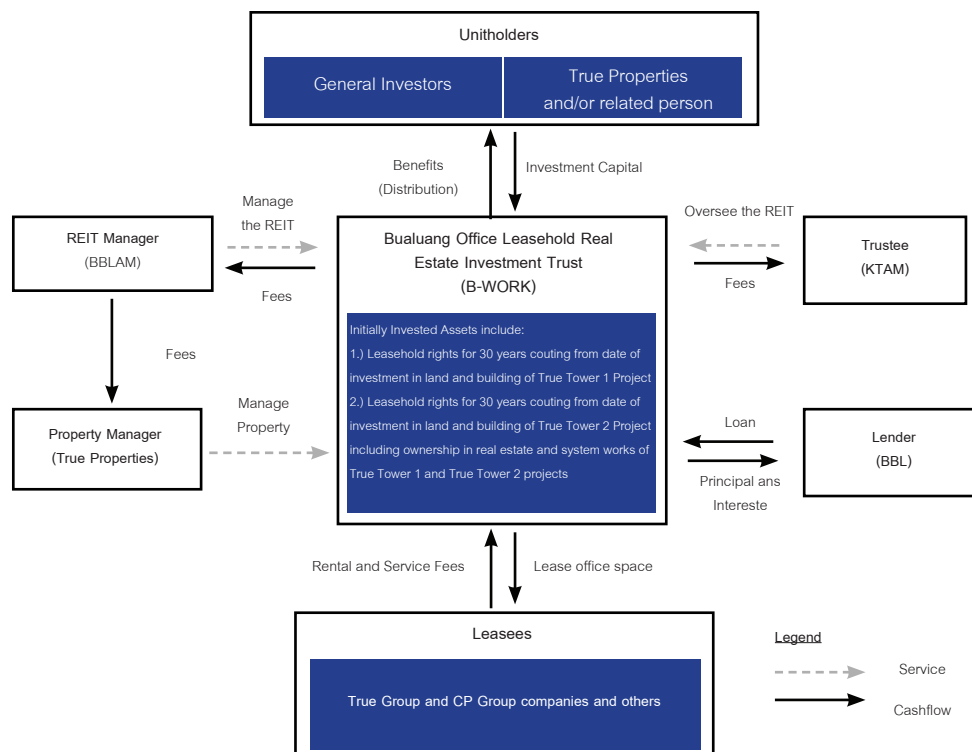 Unitholders
General Investors
True Properties
and/or related person
Benefits
(Distribution)
Investment Capital
Manage
the REIT
Oversee the REIT
REIT Manager
(BBLAM)
Bualuang Office Leasehold Real
Estate Investment Trust
(B-WORK)
Trustee
(KTAM)
Fees
Fees
Initially Invested Assets include:
1.) Leasehold rights for 30 years couting from date of
investment in land and building of True Tower 1 Project
2.) Leasehold rights for 30 years couting from date of
investment in land and building of True Tower 2 Project
including ownership in real estate and system works of
True Tower 1 and True Tower 2 projects
Fees
Manage
Property
Property Manager
(True Properties)
Loan
Lender
(BBL)
Principal ans
Intereste
Rental and Service Fees
Lease office space
Leasees
True Group and CP Group companies and others
Legend
Service
Cashflow